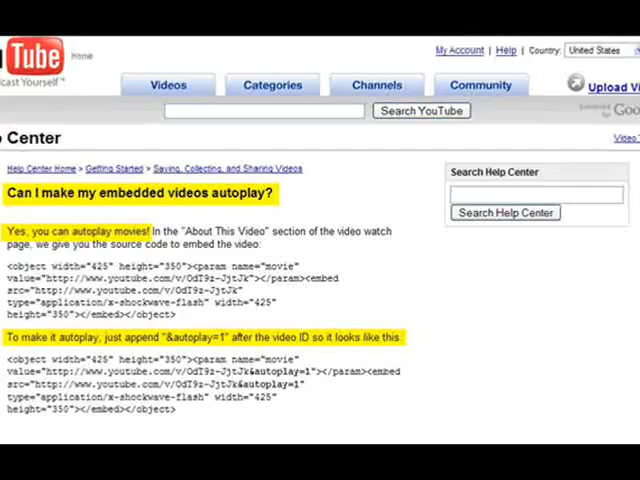 Tube
Home
Broadcast Yourself™
My Account | Help | Country: United States
Videos Categories Channels Community
Upload Vi
Search YouTube
powered by Goo
Center
Video
Help Center Home » Getting Started » Saving, Collecting, and Sharing Videos
Search Help Center
Can I make my embedded videos autoplay?
Search Help Center
Yes, you can autoplay movies! In the "About This Video" section of the video watch
page, we give you the source code to embed the video:
<object width="425" height="350"><param name="movie"
value="http://www.youtube.com/v/OdT9z-JjtJk"></param><embed
src="http://www.youtube.com/v/OdT9z-JjtJk"
type="application/x-shockwave-flash" width="425"
height="350"></embed></object>
To make it autoplay, just append "&autoplay=1" after the video ID so it looks like this:
<object width="425" height="350"><param name="movie"
value="http://www.youtube.com/v/OdT9z-JjtJk&autoplay=1"></param><embed
src="http://www.youtube.com/v/OdT9z-JjtJk&autoplay=1"
type="application/x-shockwave-flash" width="425"
height="350"></embed></object>